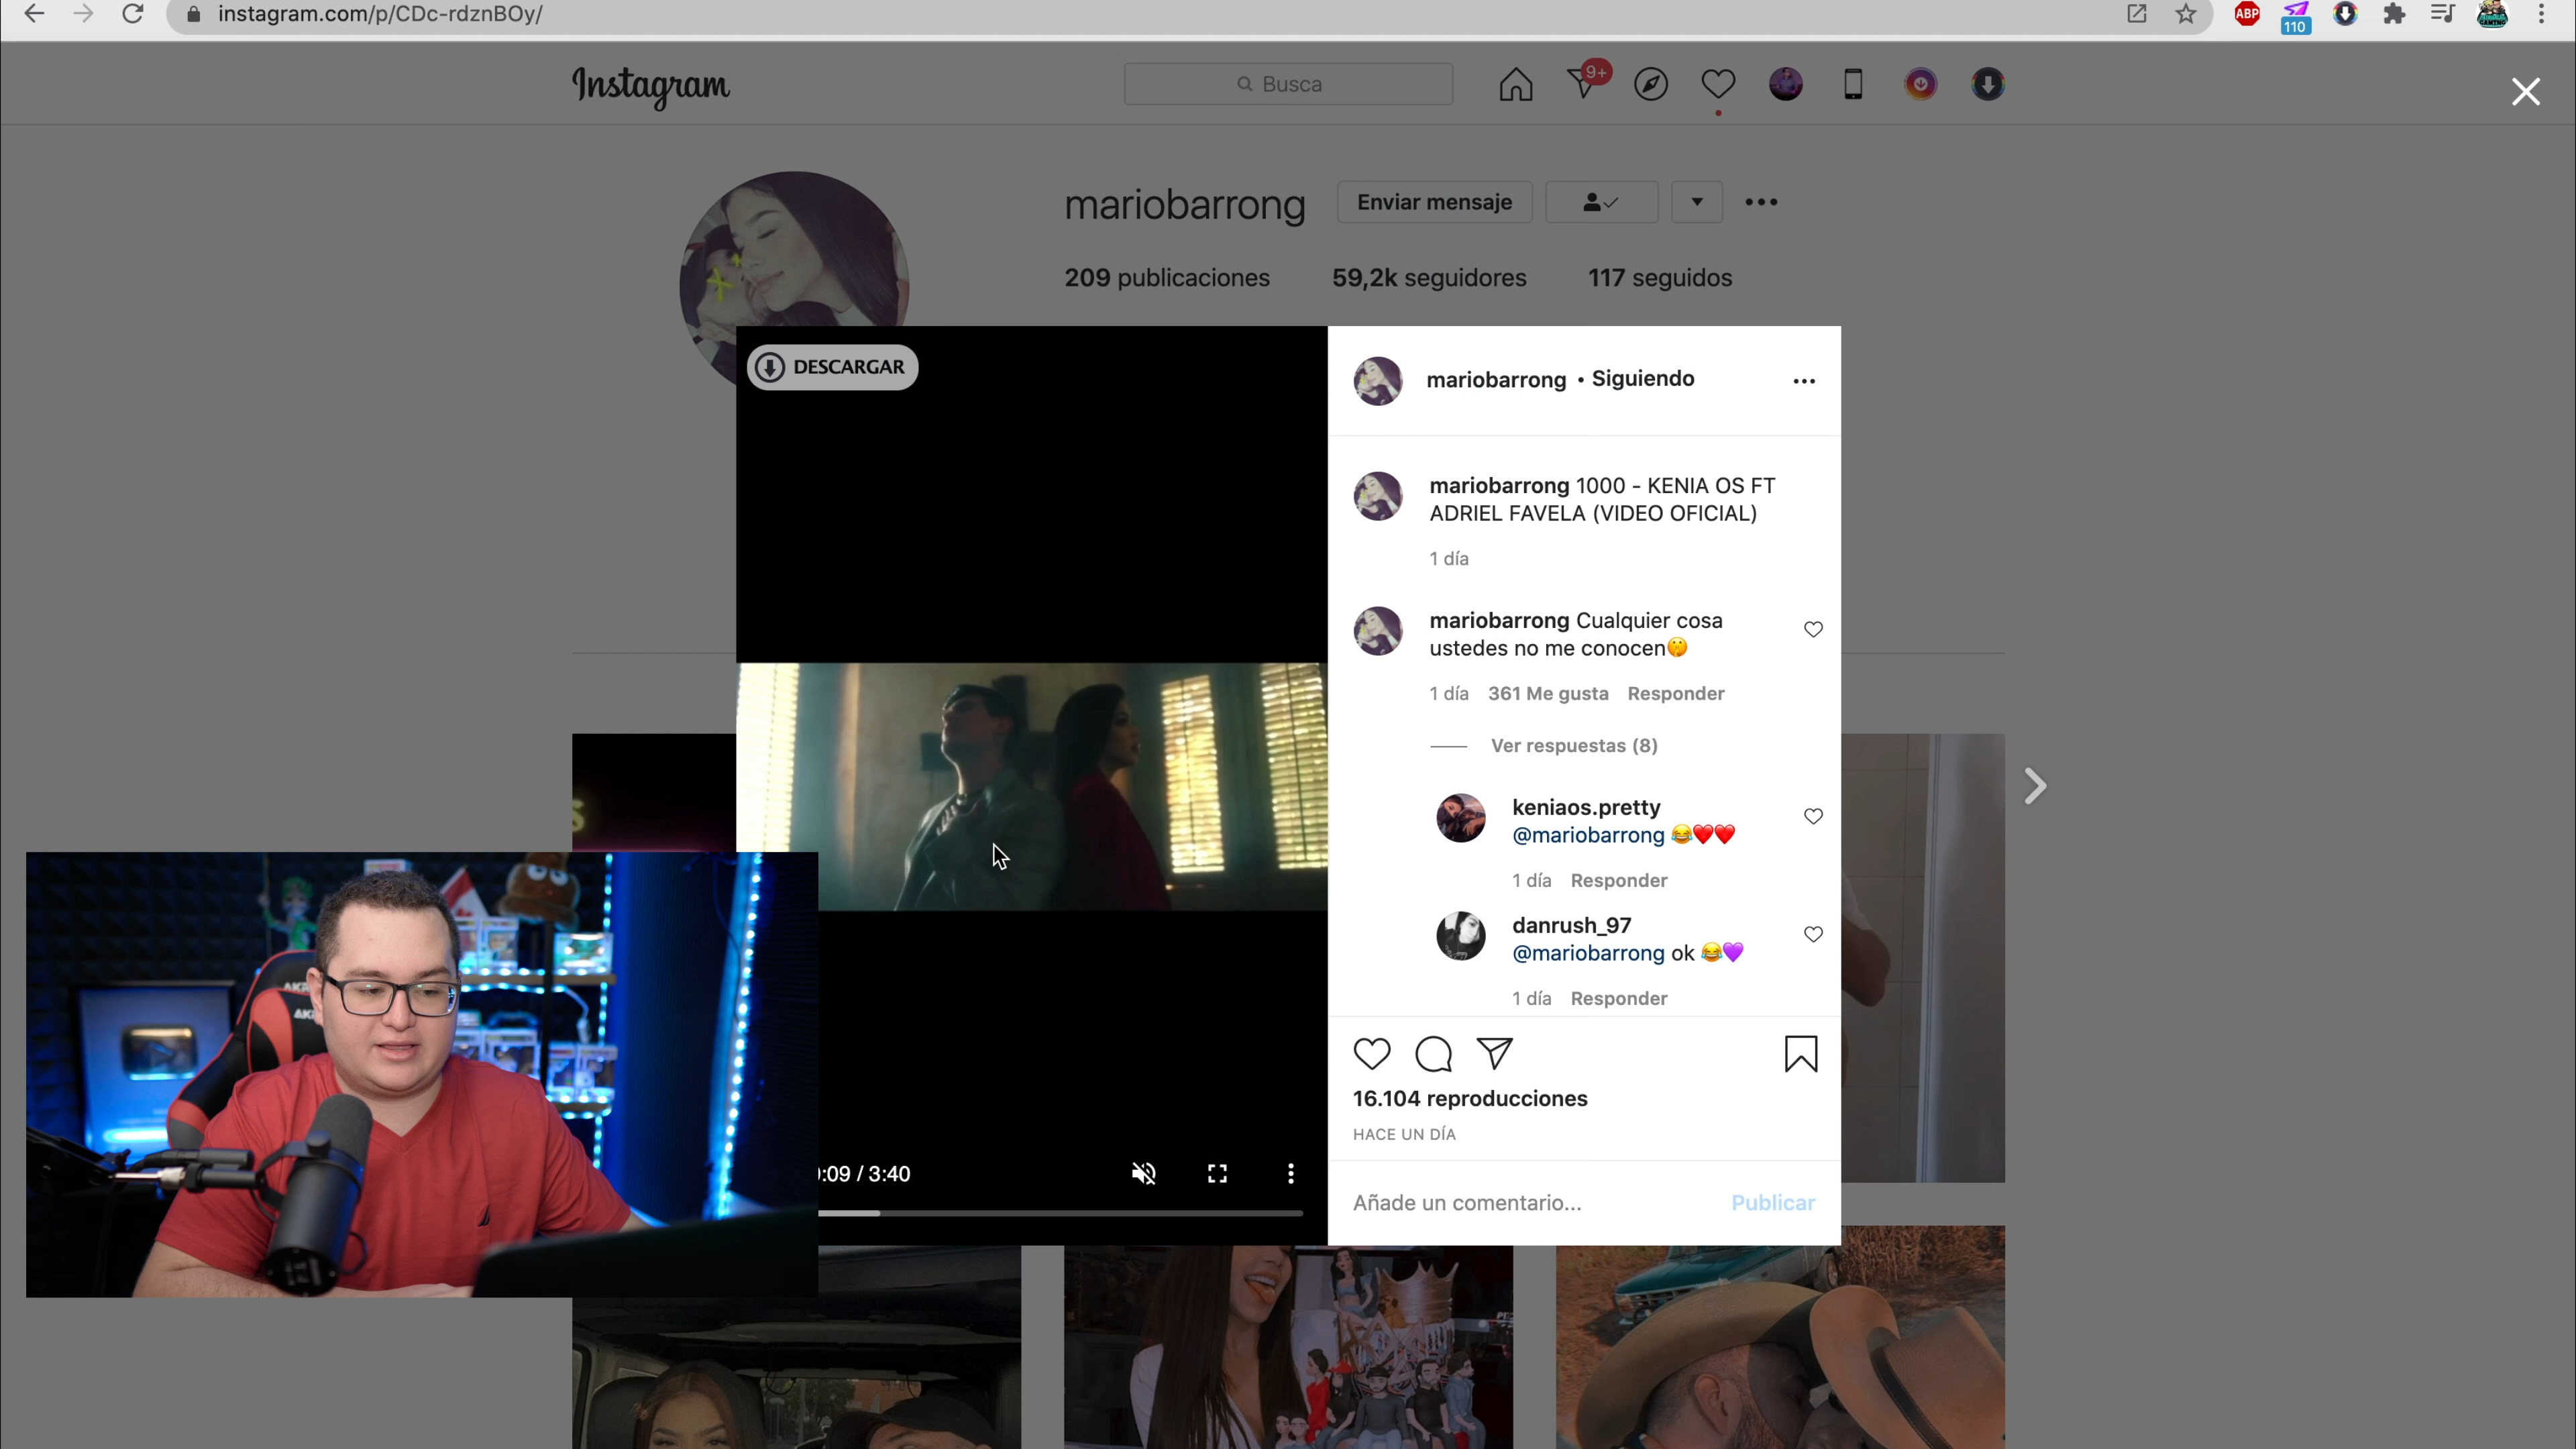 instagram.com/p/CDc-rdznBOy/
ABP
110
Instagram
Busca
9+
mariobarrong
Enviar mensaje
209 publicaciones
59,2k seguidores
117 seguidos
DESCARGAR
mariobarrong • Siguiendo
mariobarrong 1000 - KENIA OS FT
ADRIEL FAVELA (VIDEO OFICIAL)
1 día
mariobarrong Cualquier cosa
ustedes no me conocen🤫
1 día 361 Me gusta Responder
Ver respuestas (8)
keniaos.pretty
@mariobarrong 😂❤️❤️
1 día Responder
danrush_97
@mariobarrong ok 😂💜
1 día Responder
16.104 reproducciones
HACE UN DÍA
Añade un comentario...
Publicar
:09 / 3:40